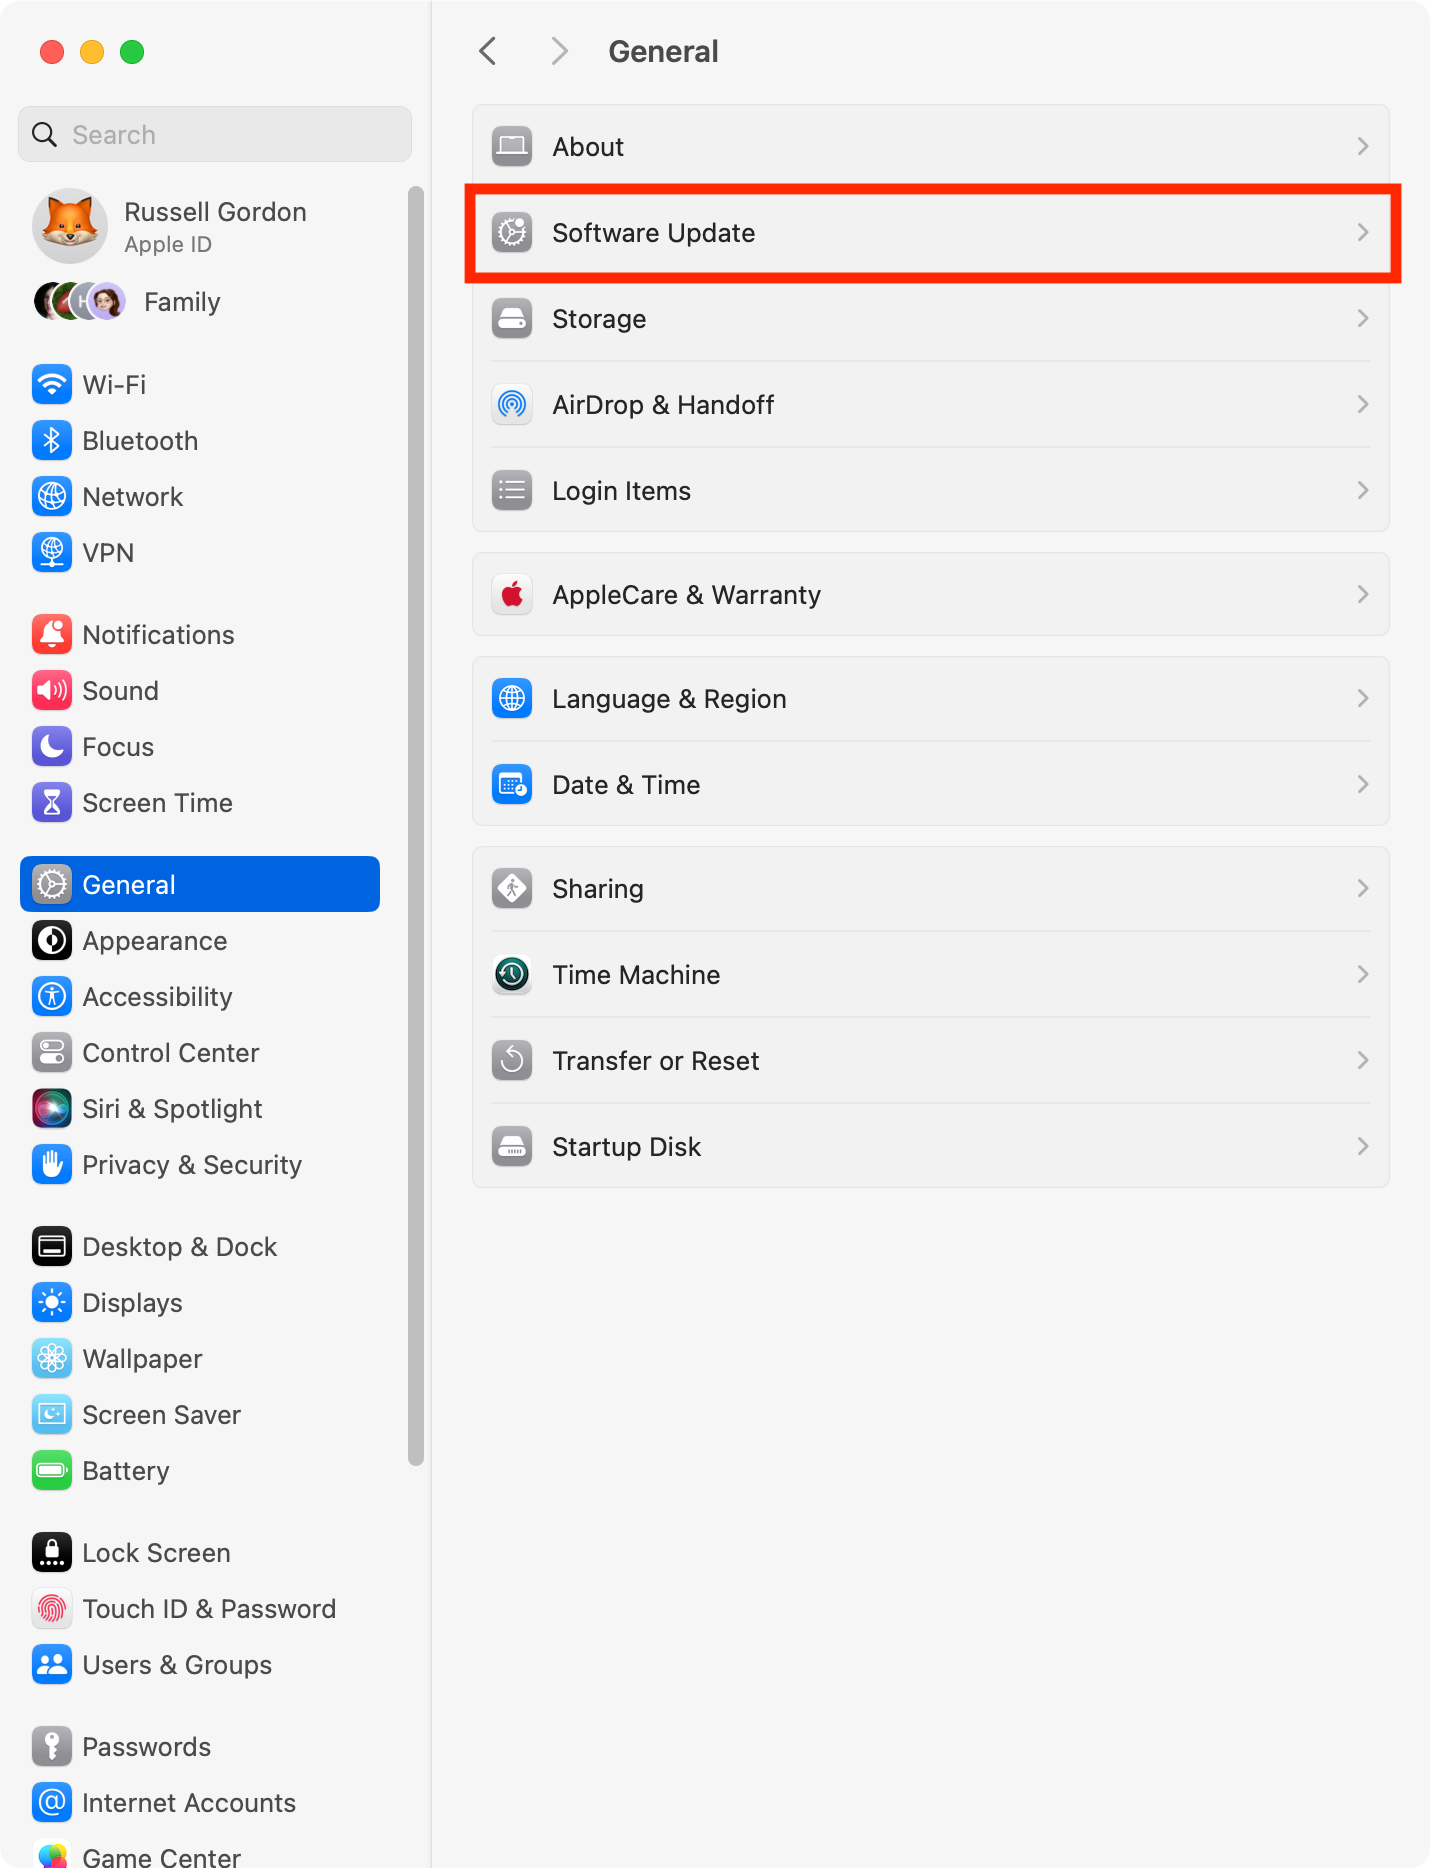 Search
Russell Gordon
Apple ID
Family
Wi-Fi
Bluetooth
Network
VPN
Notifications
Sound
Focus
Screen Time
General
Appearance
Accessibility
Control Center
Siri & Spotlight
Privacy & Security
Desktop & Dock
Displays
Wallpaper
Screen Saver
Battery
Lock Screen
Touch ID & Password
Users & Groups
Passwords
Internet Accounts
Game Center
General
About
Software Update
Storage
AirDrop & Handoff
Login Items
AppleCare & Warranty
Language & Region
Date & Time
Sharing
Time Machine
Transfer or Reset
Startup Disk